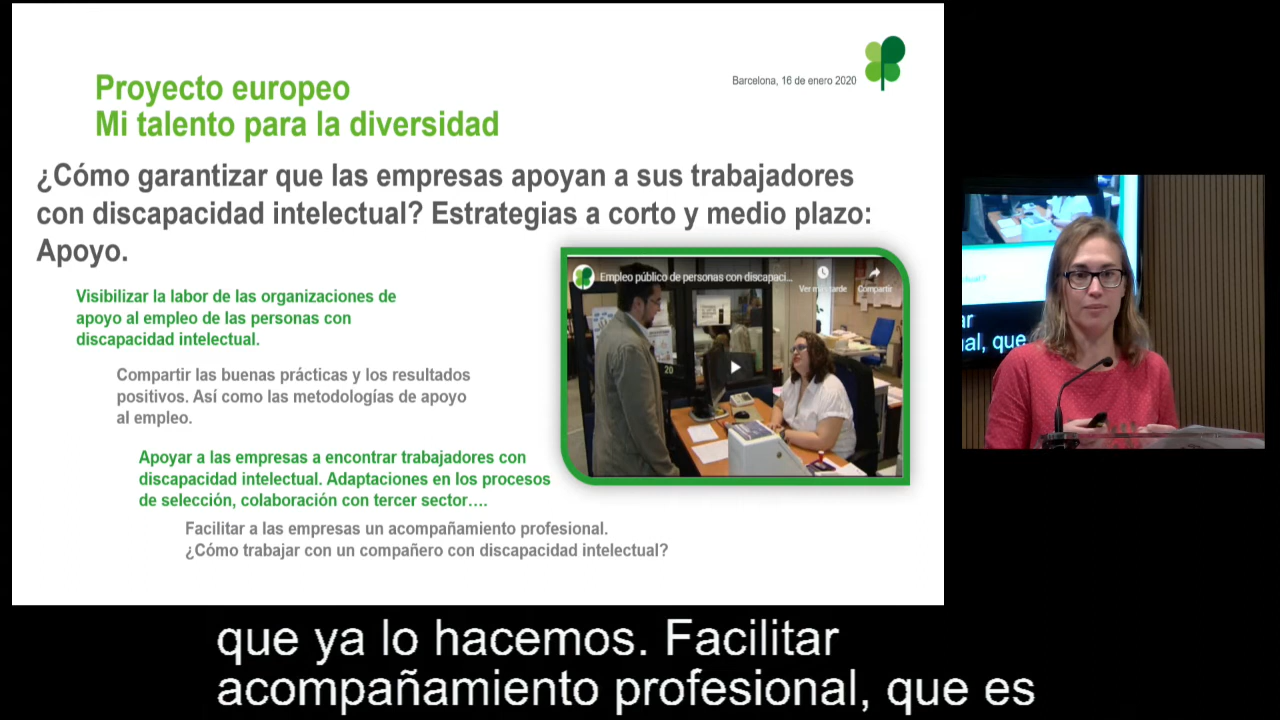 Barcelona, 16 de enero 2020
Proyecto europeo
Mi talento para la diversidad
¿Cómo garantizar que las empresas apoyan a sus trabajadores
con discapacidad intelectual? Estrategias a corto y medio plazo:
Apoyo.
Visibilizar la labor de las organizaciones de
apoyo al empleo de las personas con
discapacidad intelectual.
Compartir las buenas prácticas y los resultados
positivos. Así como las metodologías de apoyo
al empleo.
Apoyar a las empresas a encontrar trabajadores con
discapacidad intelectual. Adaptaciones en los procesos
de selección, colaboración con tercer sector….
Facilitar a las empresas un acompañamiento profesional.
¿Cómo trabajar con un compañero con discapacidad intelectual?
Empleo público de personas con discapaci...
Ver más tarde
Compartir
20
ar
al, que
que ya lo hacemos. Facilitar
acompañamiento profesional, que es